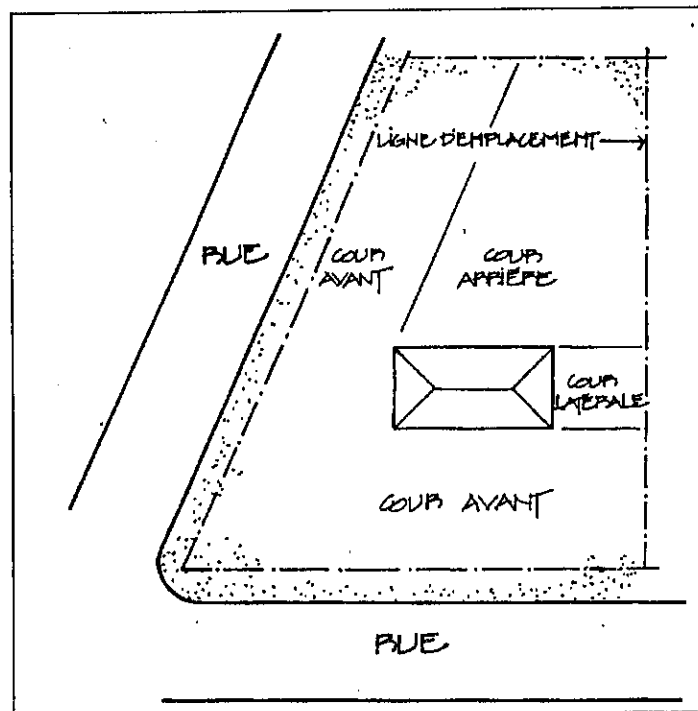 LIGNE D'EMPLACEMENT
RUE
COUR
AVANT
COUR
ARRIÈRE
COUR
LATÉRALE
COUR AVANT
RUE